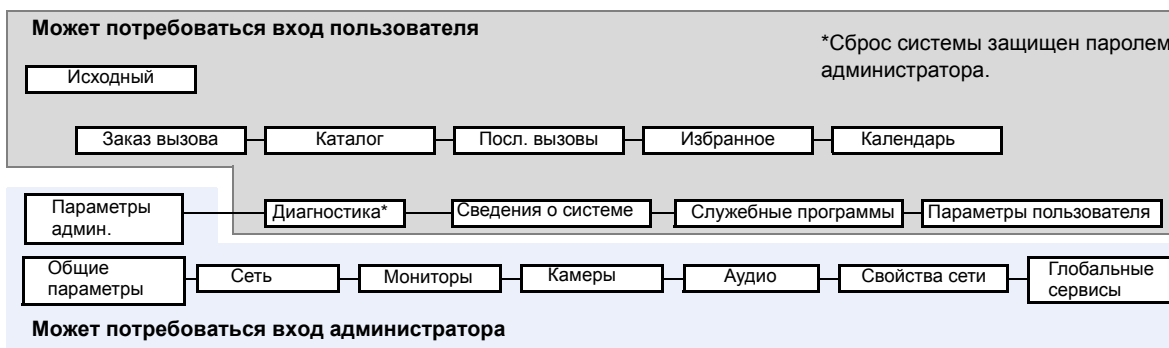 Может потребоваться вход пользователя
*Сброс системы защищен паролем
администратора.
Исходный
Заказ вызова
Каталог
Посл. вызовы
Избранное
Календарь
Параметры
админ.
Диагностика*
Сведения о системе
Служебные программы
Параметры пользователя
Общие
параметры
Сеть
Мониторы
Камеры
Аудио
Свойства сети
Глобальные
сервисы
Может потребоваться вход администратора